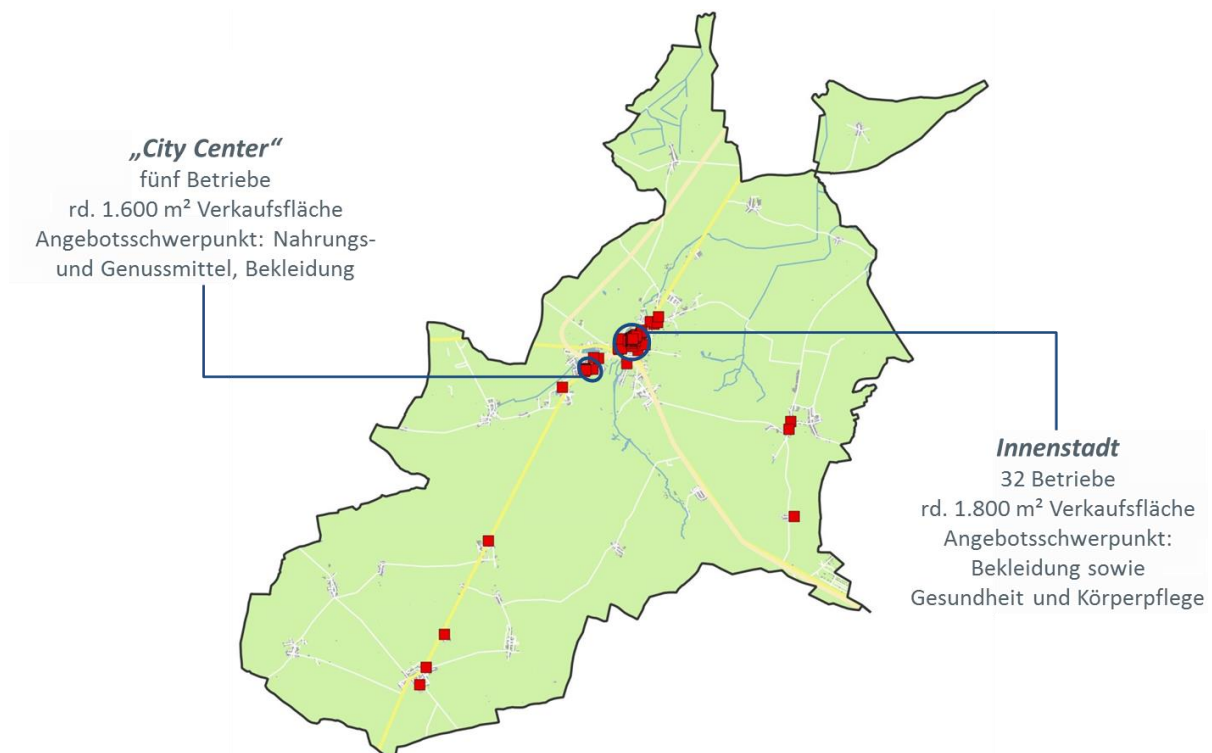 „City Center“
fünf Betriebe
rd. 1.600 m² Verkaufsfläche
Angebotsschwerpunkt: Nahrungs-
und Genussmittel, Bekleidung
Innenstadt
32 Betriebe
rd. 1.800 m² Verkaufsfläche
Angebotsschwerpunkt:
Bekleidung sowie
Gesundheit und Körperpflege